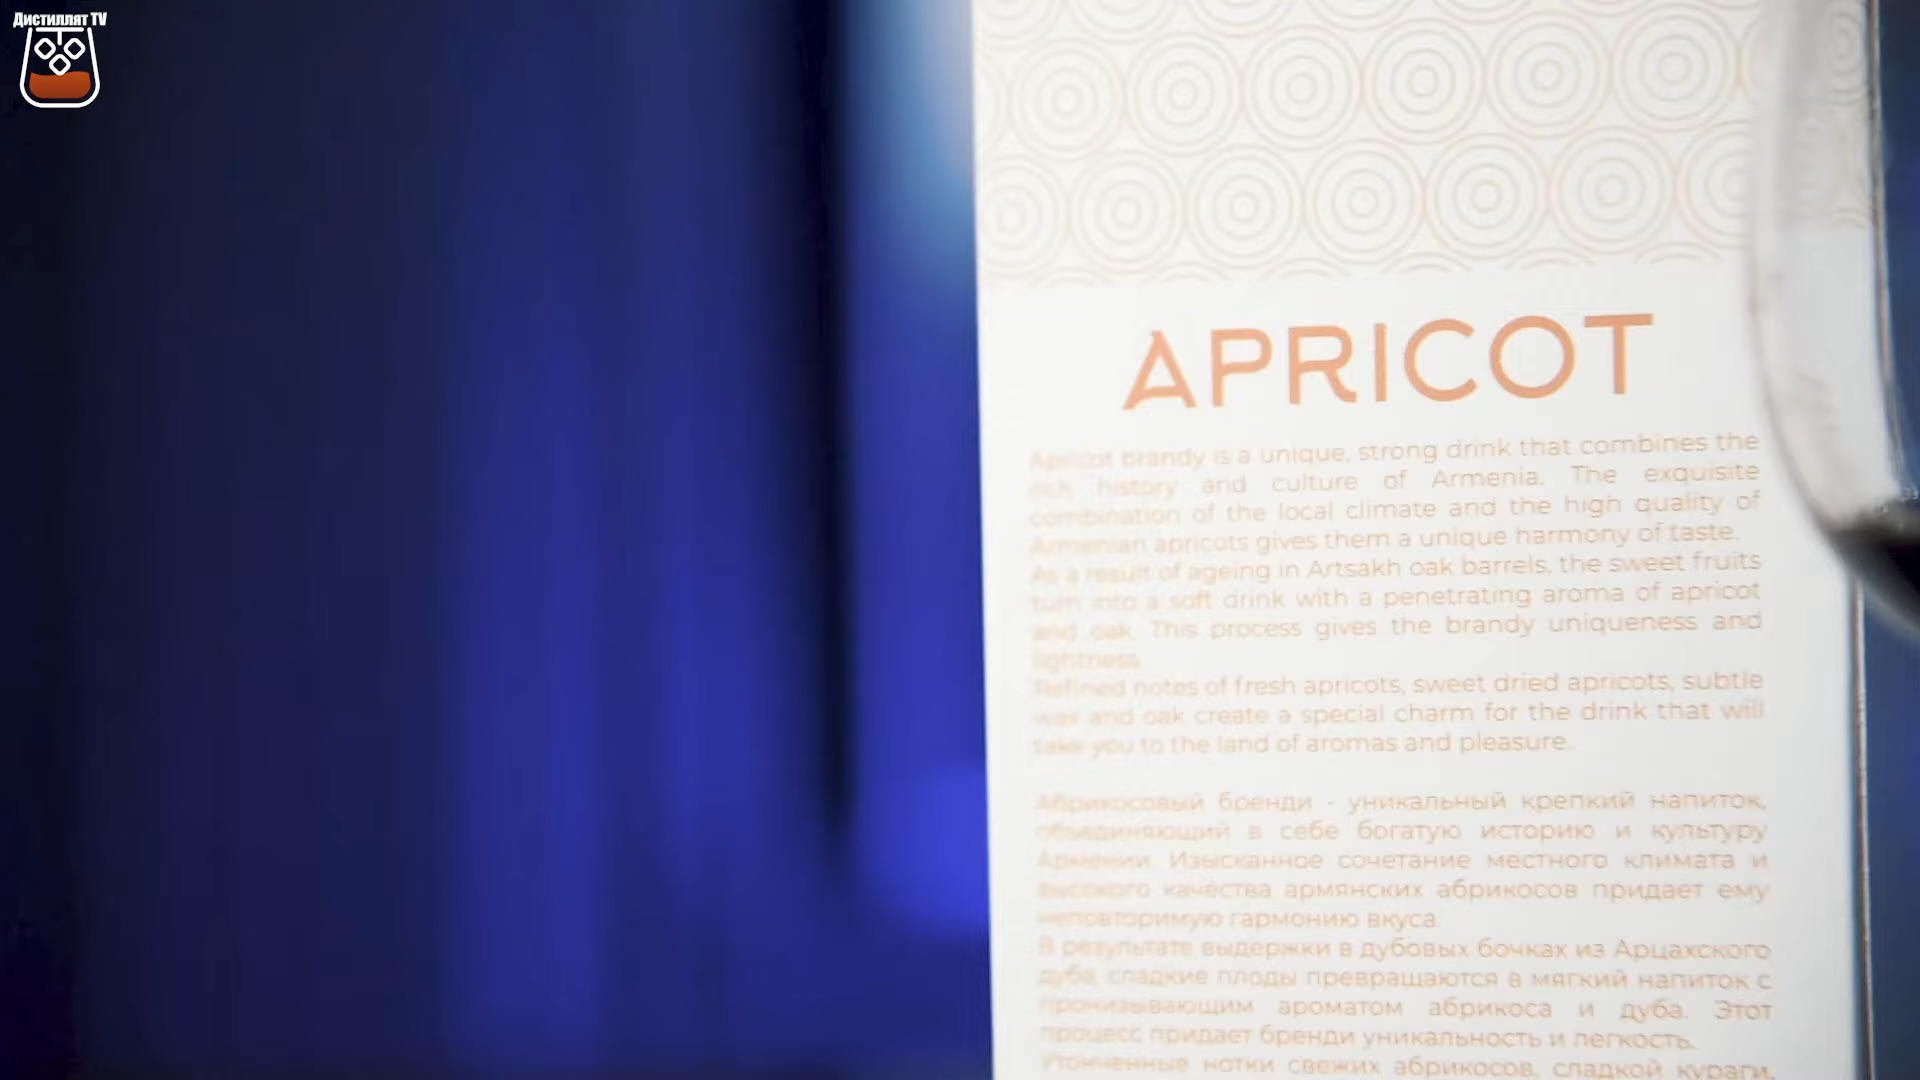 Дистиллят TV
APRICOT
Apricot brandy is a unique, strong drink that combines the
rich history and culture of Armenia. The exquisite
combination of the local climate and the high quality of
Armenian apricots gives them a unique harmony of taste.
As a result of ageing in Artsakh oak barrels, the sweet fruits
turn into a soft drink with a penetrating aroma of apricot
and oak. This process gives the brandy uniqueness and
lightness.
Refined notes of fresh apricots, sweet dried apricots, subtle
wax and oak create a special charm for the drink that will
take you to the land of aromas and pleasure.
Абрикосовый бренди - уникальный крепкий напиток,
объединяющий в себе богатую историю и культуру
Армении. Изысканное сочетание местного климата и
высокого качества армянских абрикосов придает ему
неповторимую гармонию вкуса.
В результате выдержки в дубовых бочках из Арцахского
дуба, сладкие плоды превращаются в мягкий напиток с
пронизывающим ароматом абрикоса и дуба. Этот
процесс придает бренди уникальность и легкость.
Утонченные нотки свежих абрикосов, сладкой кураги,